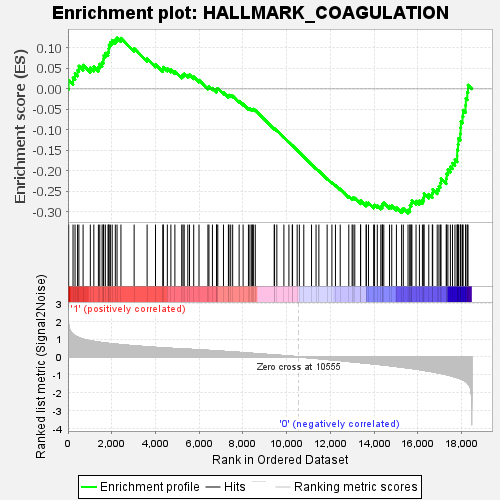 Enrichment plot: HALLMARK_COAGULATION
Enrichment score (ES)
0.10
0.05
0.00
-0.05
-0.10
-0.15
-0.20
-0.25
-0.30
'1' (positively correlated)
Ranked list metric (Signal2Noise)
3
2
1
0
-1
-2
-3
-4
Zero cross at 10555
'0' (negatively correlated)
0 2,000 4,000 6,000 8,000 10,000 12,000 14,000 16,000 18,000
Rank in Ordered Dataset
Enrichment profile Hits Ranking metric scores